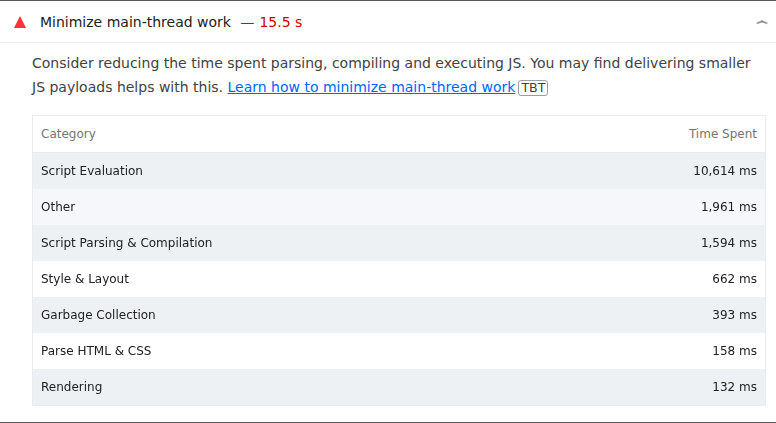 Minimize main-thread work — 15.5 s
Consider reducing the time spent parsing, compiling and executing JS. You may find delivering smaller
JS payloads helps with this. Learn how to minimize main-thread work TBT
Category Time Spent
Script Evaluation 10,614 ms
Other 1,961 ms
Script Parsing & Compilation 1,594 ms
Style & Layout 662 ms
Garbage Collection 393 ms
Parse HTML & CSS 158 ms
Rendering 132 ms